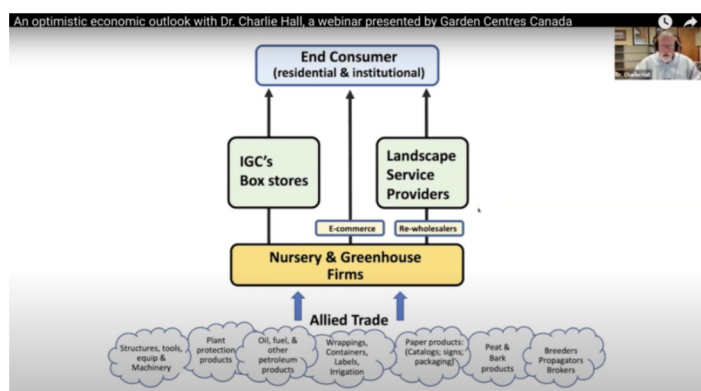 An optimistic economic outlook with Dr. Charlie Hall, a webinar presented by Garden Centres Canada
Dr. Charlie Hall
End Consumer
(residential & institutional)
IGC's
Box stores
Landscape
Service
Providers
E-commerce
Re-wholesalers
Nursery & Greenhouse
Firms
Allied Trade
Structures, tools,
equip &
Machinery
Plant
protection
products
Oil, fuel, &
other
petroleum
products
Wrappings,
Containers,
Labels,
Irrigation
Paper products:
(Catalogs; signs;
packaging)
Peat &
Bark
products
Breeders
Propagators
Brokers